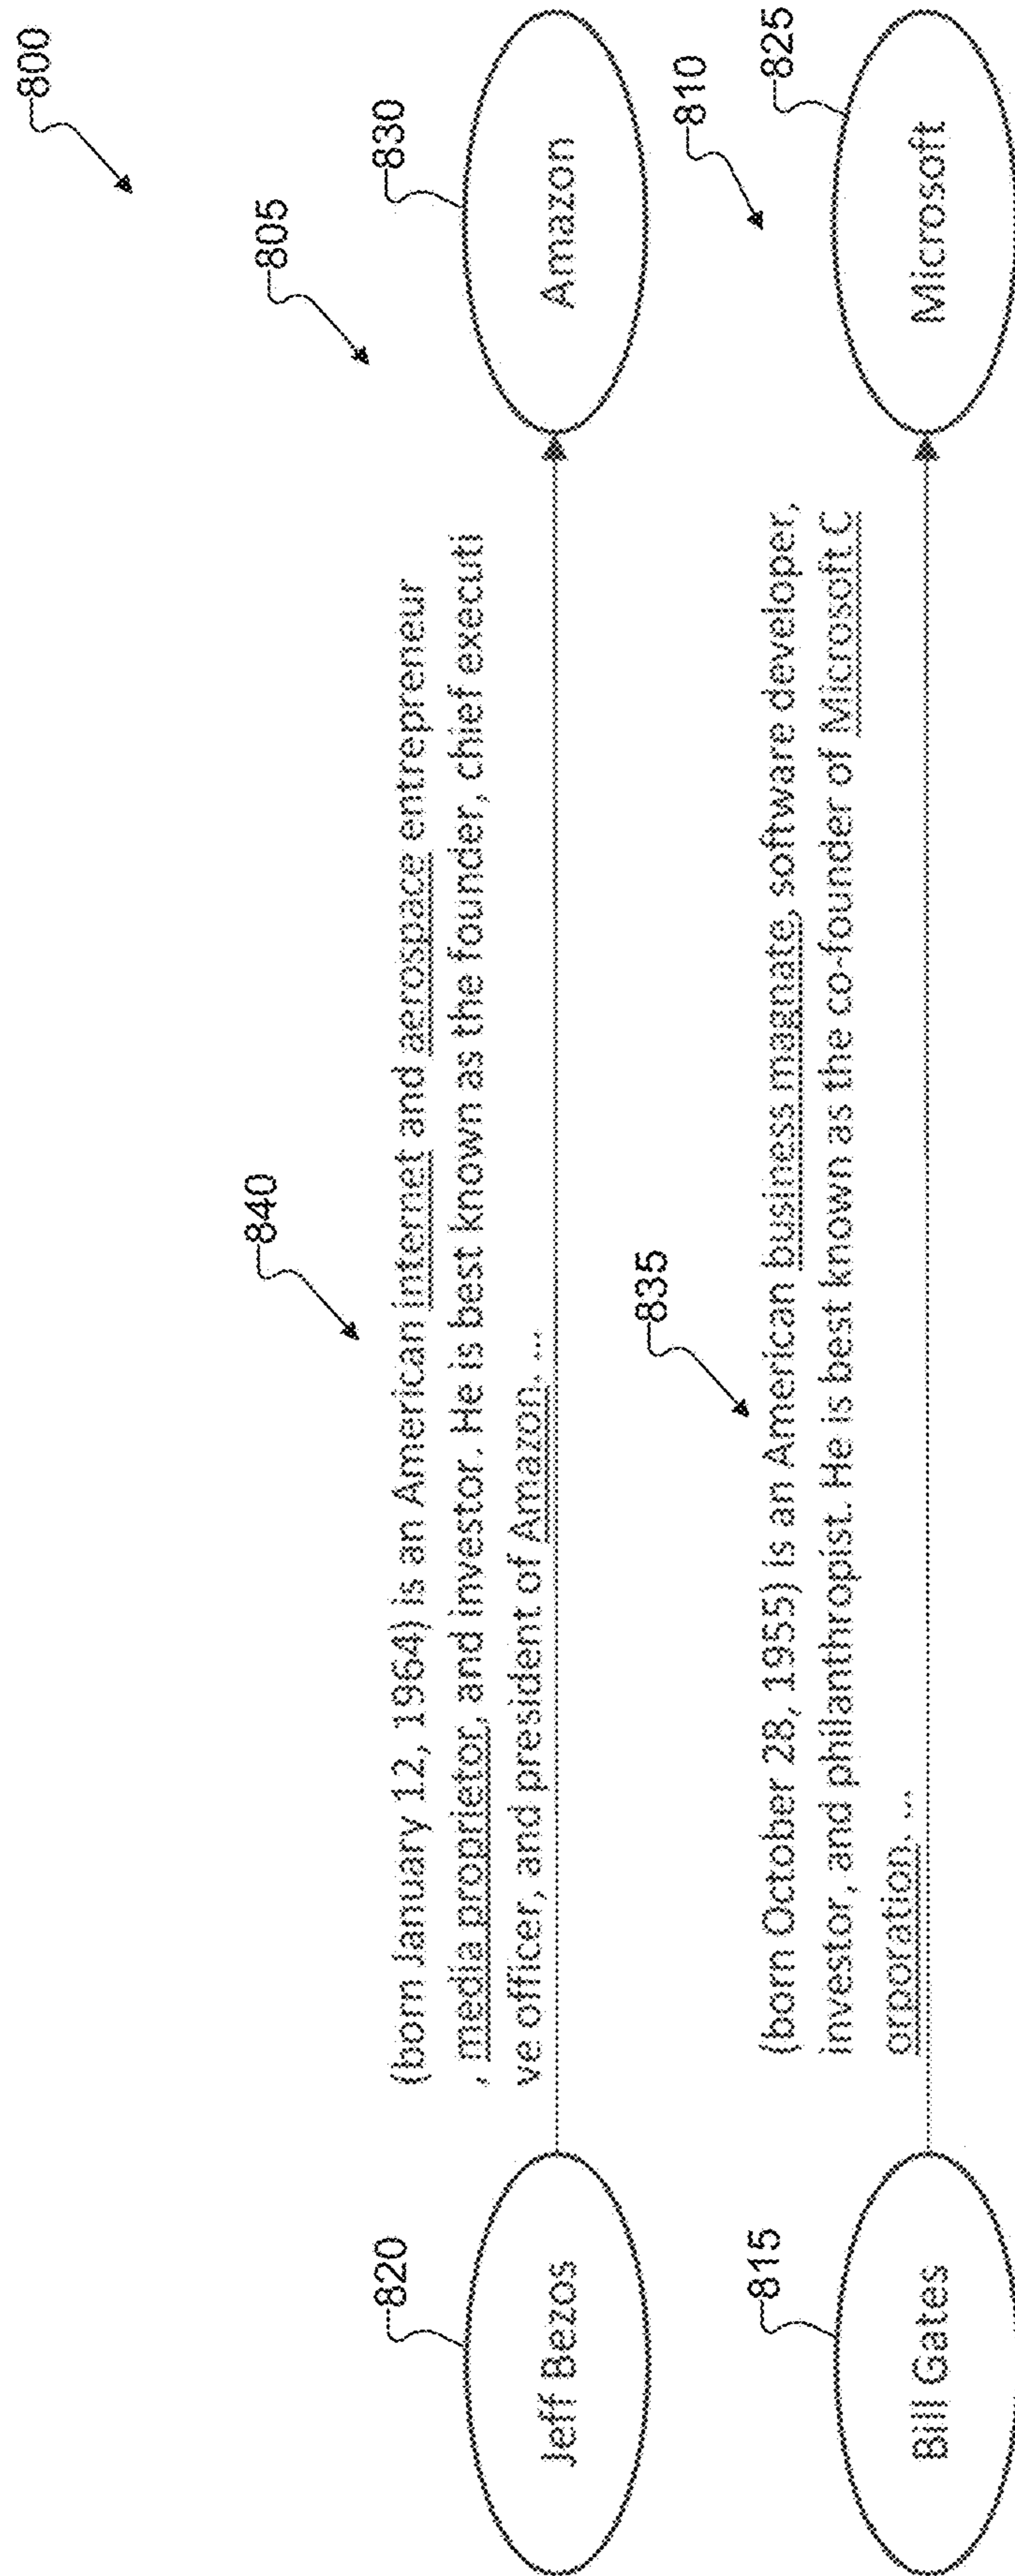 800
805
840
820
Jeff Bezos
(born January 12, 1964) is an American internet and aerospace entrepreneur
, media proprietor, and investor. He is best known as the founder, chief executi
ve officer, and president of Amazon, ...
830
Amazon
810
835
815
Bill Gates
(born October 28, 1955) is an American business magnate, software developer,
investor, and philanthropist. He is best known as the co-founder of Microsoft C
orporation, ...
825
Microsoft